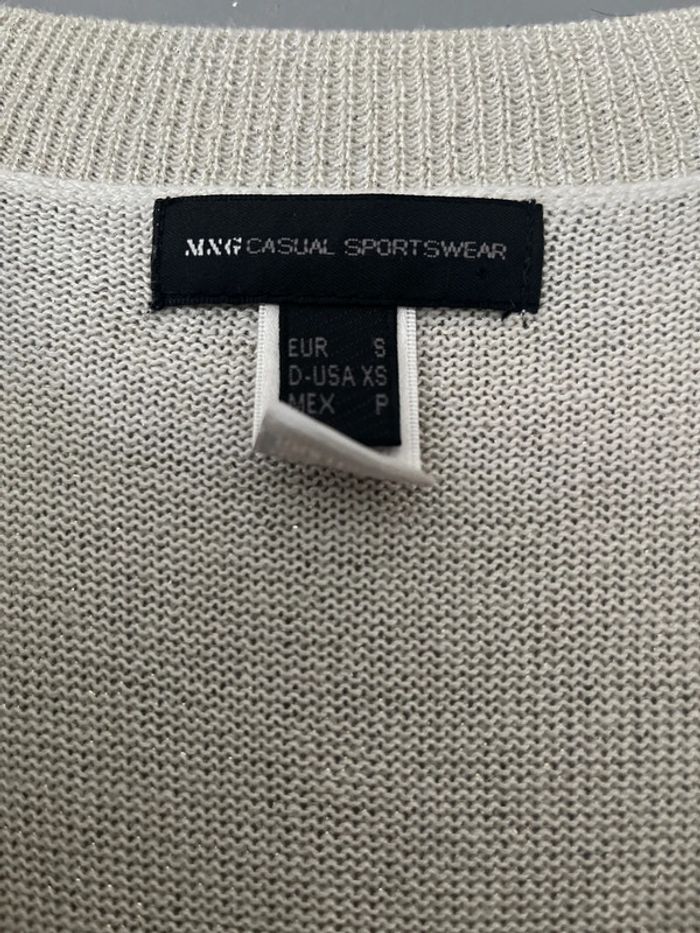 MNG CASUAL SPORTSWEAR
EUR S
D-USA XS
MEX P